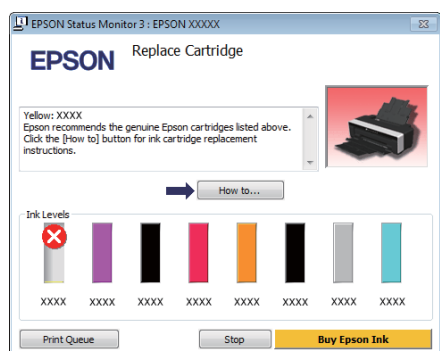 EPSON Status Monitor 3 : EPSON XXXXX
EPSON
Replace Cartridge
Yellow: XXXX
Epson recommends the genuine Epson cartridges listed above.
Click the [How to] button for ink cartridge replacement
instructions.
How to...
Ink Levels
XXXX XXXX XXXX XXXX XXXX XXXX XXXX XXXX
Print Queue Stop Buy Epson Ink